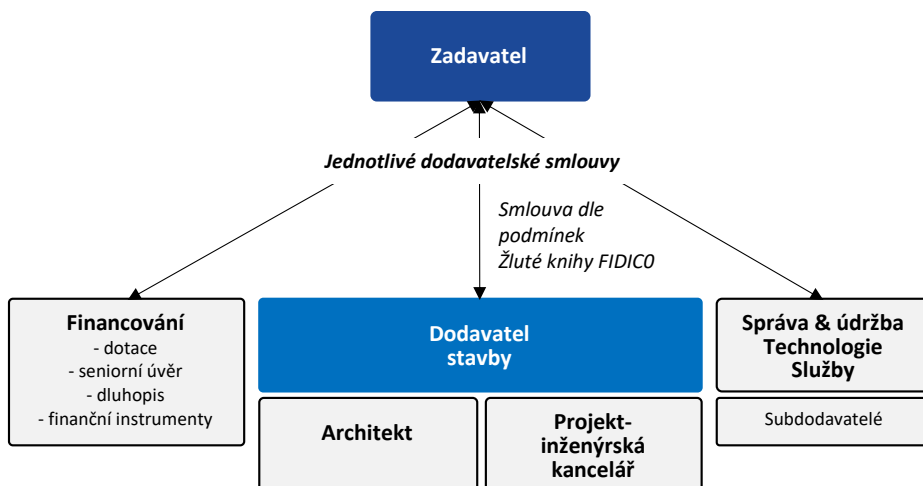 Zadavatel
Jednotlivé dodavatelské smlouvy
Smlouva dle
podmínek
Žluté knihy FIDIC0
Financování
- dotace
- seniorní úvěr
- dluhopis
- finanční instrumenty
Dodavatel
stavby
Architekt
Projekt-
inženýrská
kancelář
Správa & údržba
Technologie
Služby
Subdodavatelé